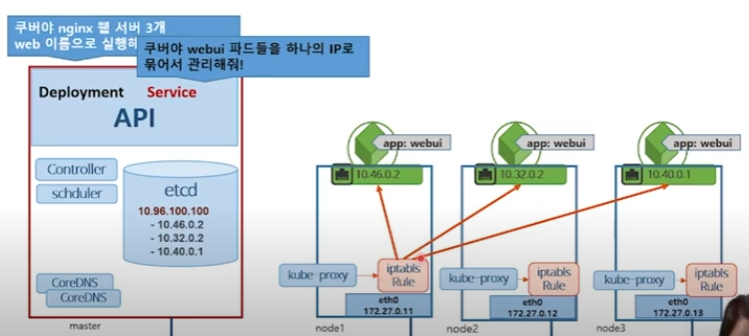 쿠버야 nginx 웹 서버 3개
web 이름으로 실행해
쿠버야 webui 파드들을 하나의 IP로
묶어서 관리해줘!
Deployment Service
API
Controller
schduler
etcd
10.96.100.100
- 10.46.0.2
- 10.32.0.2
- 10.40.0.1
CoreDNS
CoreDNS
master
app: webui
10.46.0.2
kube-proxy
iptabls
Rule
eth0
172.27.0.11
node1
app: webui
10.32.0.2
kube-proxy
iptabls
Rule
eth0
172.27.0.12
node2
app: webui
10.40.0.1
kube-proxy
iptabls
Rule
eth0
172.27.0.13
node3